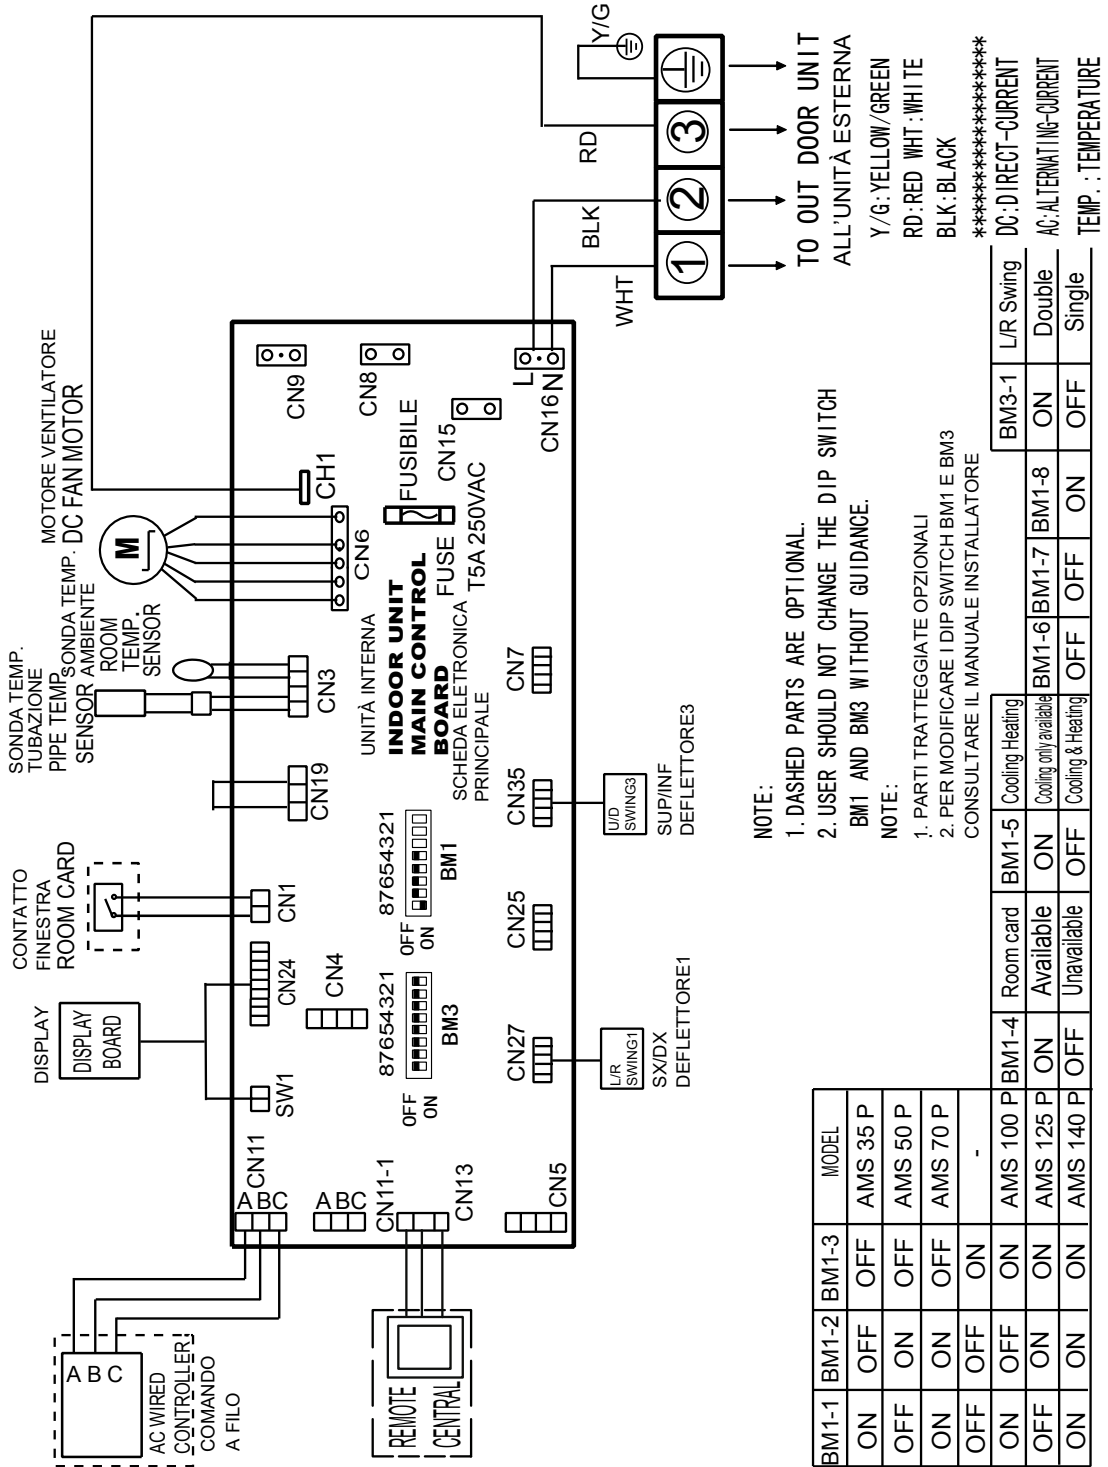 SONDA TEMP.
TUBAZIONE
PIPE TEMP.
SENSOR
SONDA TEMP.
AMBIENTE
ROOM
TEMP.
SENSOR
MOTORE VENTILATORE
DC FAN MOTOR
M
CONTATTO
FINESTRA
ROOM CARD
DISPLAY
DISPLAY
BOARD
A B C
AC WIRED
CONTROLLER
COMANDO
A FILO
REMOTE
CENTRAL
CN11
A B C
SW1
CN24
CN1
CN19
CN3
CN6
CH1
CN9
CN8
A B C
CN11-1
CN13
CN4
87654321
OFF
ON
BM3
87654321
OFF
ON
BM1
UNITÀ INTERNA
INDOOR UNIT
MAIN CONTROL
BOARD
SCHEDA ELETRONICA
PRINCIPALE
FUSIBILE
FUSE
T5A 250VAC
CN15
L
N
CN16
CN5
CN27
CN25
CN35
CN7
L/R
SWING1
SX/DX
DEFLETTORE1
U/D
SWING3
SUP/INF
DEFLETTORE3
WHT
BLK
RD
Y/G
1
2
3
TO OUT DOOR UNIT
ALL'UNITÀ ESTERNA
Y/G:YELLOW/GREEN
RD:RED WHT:WHITE
BLK:BLACK
********************
DC:DIRECT-CURRENT
AC:ALTERNATING-CURRENT
TEMP.:TEMPERATURE
NOTE:
1.DASHED PARTS ARE OPTIONAL.
2.USER SHOULD NOT CHANGE THE DIP SWITCH
BM1 AND BM3 WITHOUT GUIDANCE.
NOTE:
1. PARTI TRATTEGGIATE OPZIONALI
2. PER MODIFICARE I DIP SWITCH BM1 E BM3
CONSULTARE IL MANUALE INSTALLATORE
BM1-1 BM1-2 BM1-3 MODEL
ON OFF OFF AMS 35 P
OFF ON OFF AMS 50 P
ON ON OFF AMS 70 P
OFF OFF ON -
ON OFF ON AMS 100 P
OFF ON ON AMS 125 P
ON ON ON AMS 140 P
BM1-4 Room card
ON Available
OFF Unavailable
BM1-5 Cooling Heating
ON Cooling only available
OFF Cooling & Heating
BM1-6 BM1-7 BM1-8
OFF OFF ON
BM3-1 L/R Swing
ON Double
OFF Single